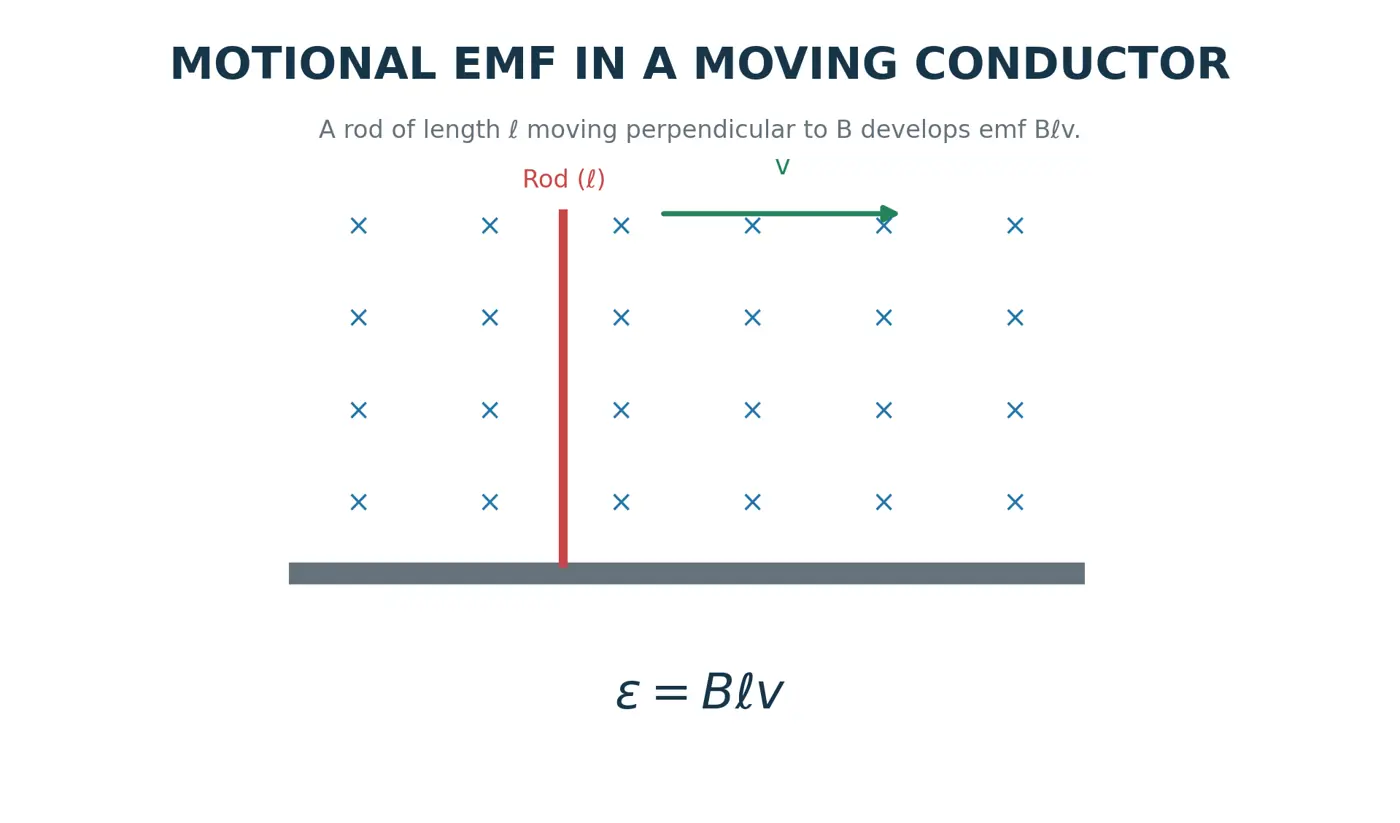 MOTIONAL EMF IN A MOVING CONDUCTOR
A rod of length ℓ moving perpendicular to B develops emf Bℓv.
v
Rod (ℓ)
ε = Bℓv